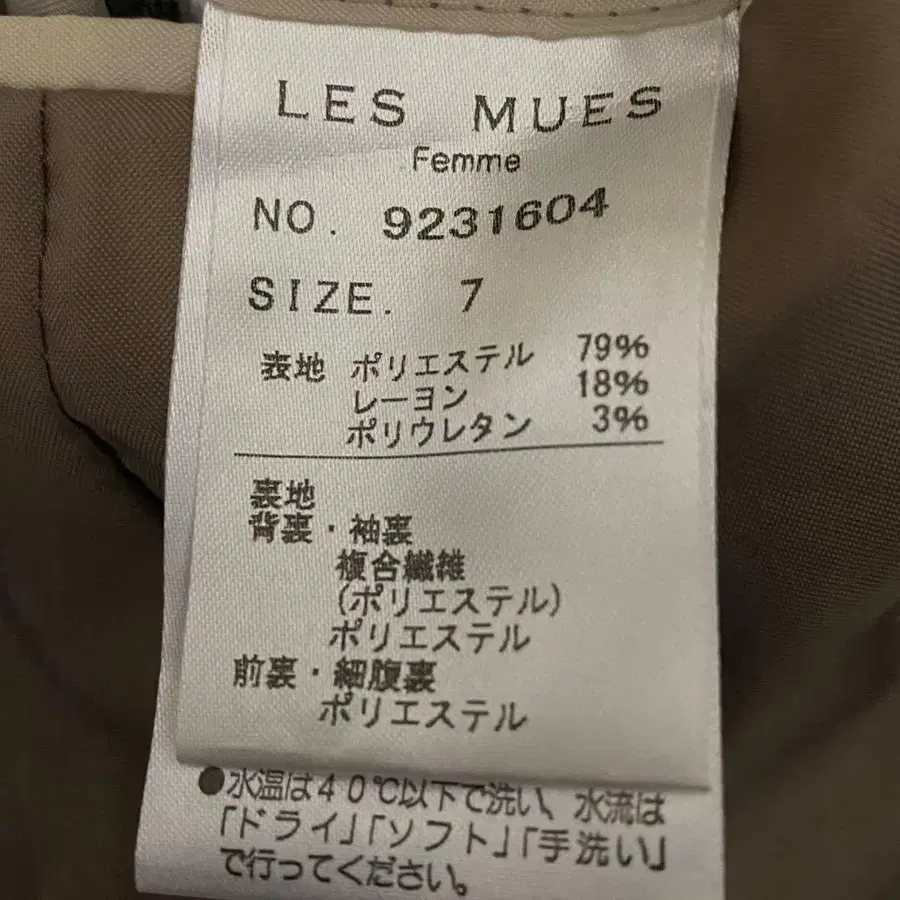 LES MUES
Femme
NO. 9231604
SIZE. 7
表地 ポリエステル 79%
レーヨン 18%
ポリウレタン 3%
裏地
背裏・袖裏
複合繊維
(ポリエステル)
ポリエステル
前裏・細腹裏
ポリエステル
●水温は40℃以下で洗い、水流は
「ドライ」「ソフト」「手洗い」
で行ってください。